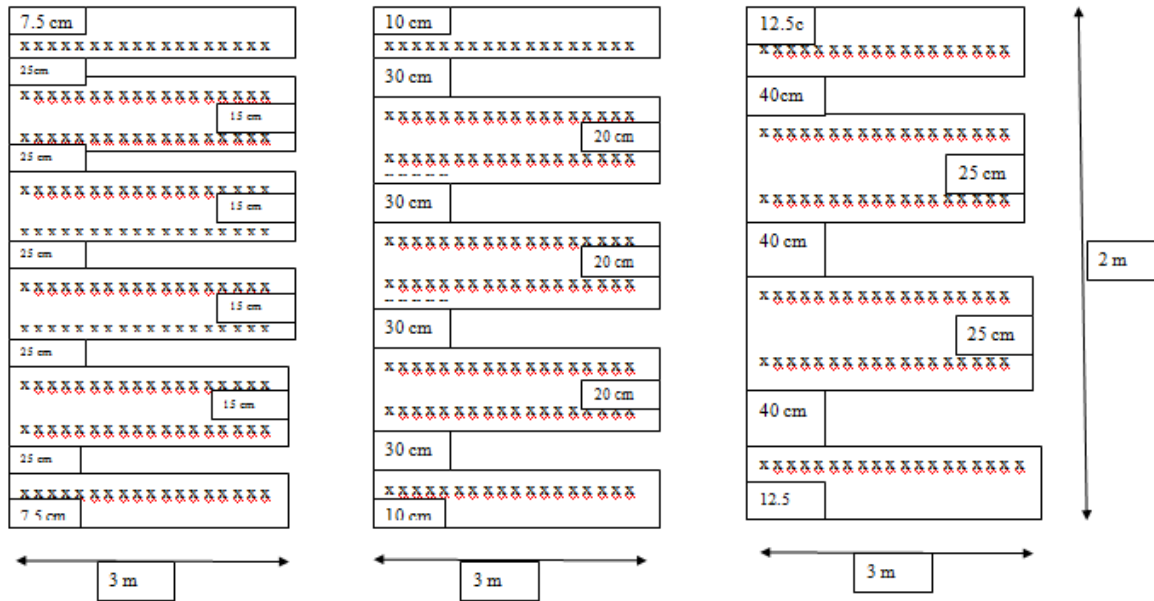 7.5 cm
x x x x x x x x x x x x x x x x x x
25cm
x x x x x x x x x x x x x x x x x x
15 cm
x x x x x x x x x x x x x x x x x x
25 cm
x x x x x x x x x x x x x x x x x x
15 cm
x x x x x x x x x x x x x x x x x x
25 cm
x x x x x x x x x x x x x x x x x x
15 cm
x x x x x x x x x x x x x x x x x x
25 cm
x x x x x x x x x x x x x x x x x x
15 cm
x x x x x x x x x x x x x x x x x x
25 cm
x x x x x x x x x x x x x x x x x x
7.5 cm
3 m
10 cm
x x x x x x x x x x x x x x x x x x
30 cm
x x x x x x x x x x x x x x x x x x
20 cm
x x x x x x x x x x x x x x x x x x
30 cm
x x x x x x x x x x x x x x x x x x
20 cm
x x x x x x x x x x x x x x x x x x
30 cm
x x x x x x x x x x x x x x x x x x
20 cm
x x x x x x x x x x x x x x x x x x
30 cm
x x x x x x x x x x x x x x x x x x
10 cm
3 m
12.5c
x x x x x x x x x x x x x x x x x x
40cm
x x x x x x x x x x x x x x x x x x
25 cm
x x x x x x x x x x x x x x x x x x
40 cm
x x x x x x x x x x x x x x x x x x
25 cm
x x x x x x x x x x x x x x x x x x
40 cm
x x x x x x x x x x x x x x x x x x x
12.5
3 m
2 m